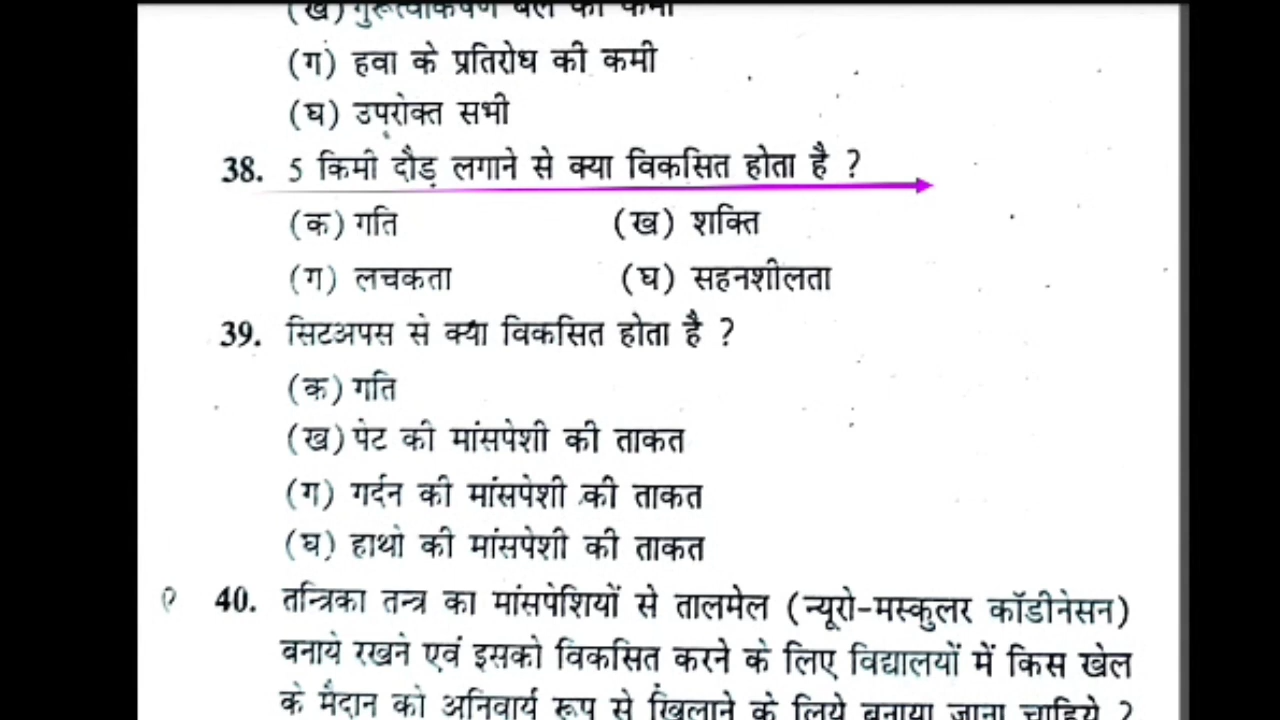 (ग) हवा के प्रतिरोध की कमी
(घ) उपरोक्त सभी
38. 5 किमी दौड़ लगाने से क्या विकसित होता है ?
(क) गति (ख) शक्ति
(ग) लचकता (घ) सहनशीलता
39. सिटअपस से क्या विकसित होता है ?
(क) गति
(ख) पेट की मांसपेशी की ताकत
(ग) गर्दन की मांसपेशी की ताकत
(घ) हाथो की मांसपेशी की ताकत
40. तन्त्रिका तन्त्र का मांसपेशियों से तालमेल (न्यूरो-मस्कुलर कॉडीनेसन)
बनाये रखने एवं इसको विकसित करने के लिए विद्यालयों में किस खेल
के मैदान को अनिवार्य रूप से खिलाने के लिये बनाया जाना चाहिये ?